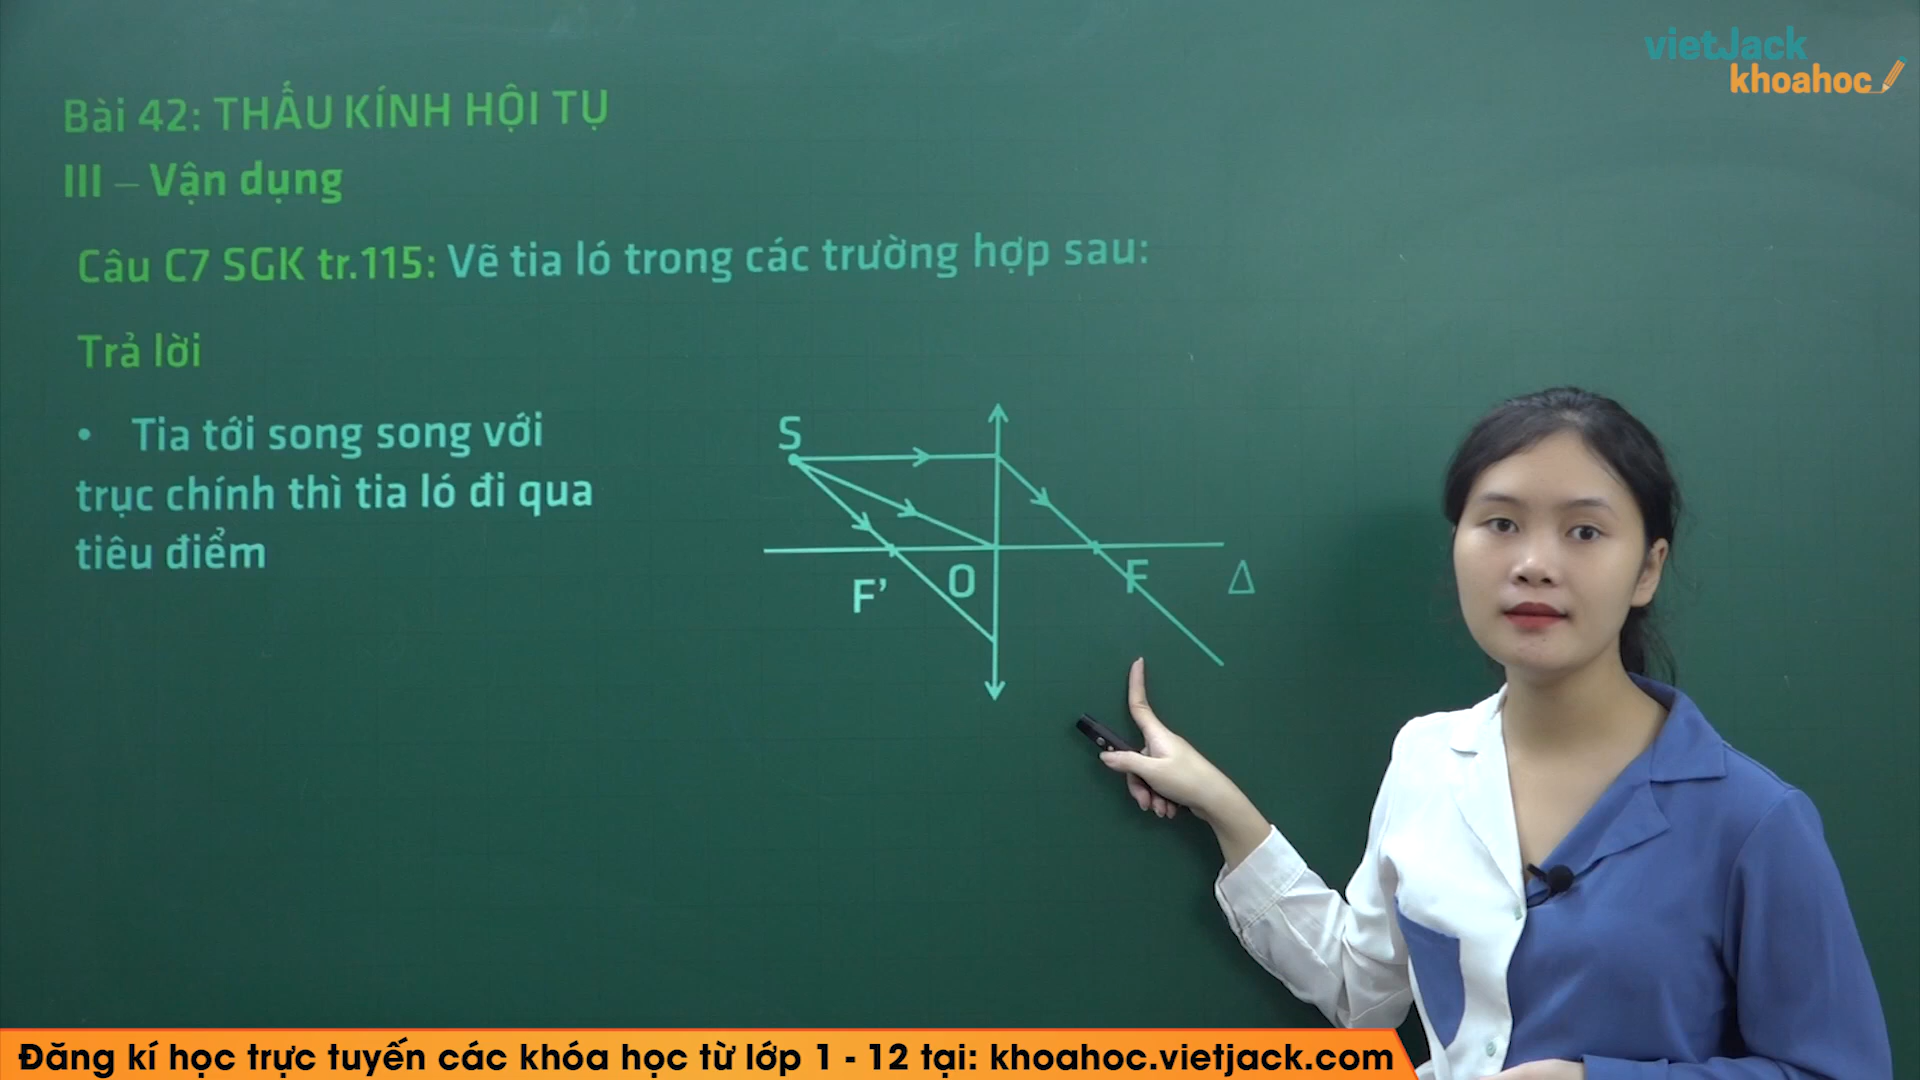 vietJack
khoahoc
Bài 42: THẤU KÍNH HỘI TỤ
III – Vận dụng
Câu C7 SGK tr.115: Vẽ tia ló trong các trường hợp sau:
Trả lời
• Tia tới song song với
trục chính thì tia ló đi qua
tiêu điểm
S
F’
O
F
Δ
Đăng kí học trực tuyến các khóa học từ lớp 1 - 12 tại: khoahoc.vietjack.com